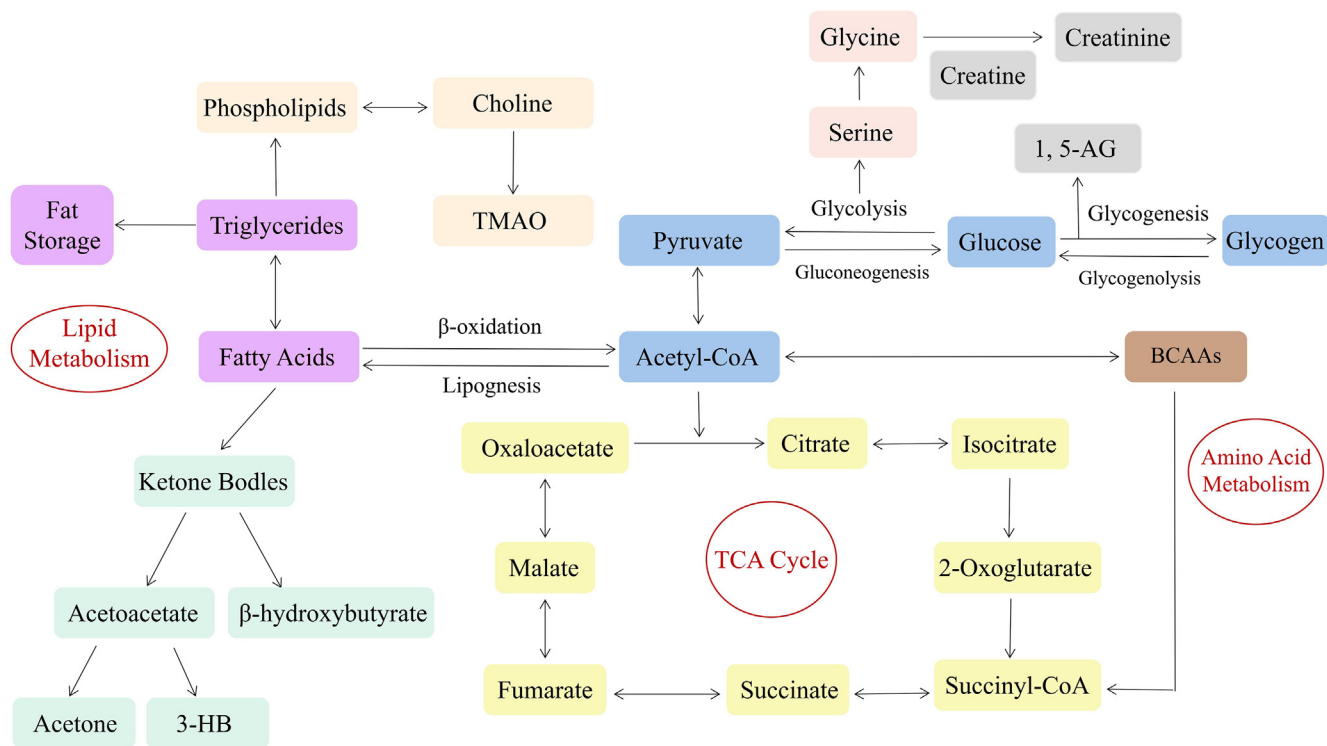 Glycine
Creatinine
Creatine
Phospholipids
Choline
Serine
1, 5-AG
Fat
Storage
Triglycerides
TMAO
Glycolysis
Glycogenesis
Pyruvate
Glucose
Glycogen
Gluconeogenesis
Glycogenolysis
Lipid
Metabolism
β-oxidation
Fatty Acids
Acetyl-CoA
BCAAs
Lipognesis
Oxaloacetate
Citrate
Isocitrate
Amino Acid
Metabolism
Ketone Bodles
TCA Cycle
Malate
2-Oxoglutarate
Acetoacetate
β-hydroxybutyrate
Fumarate
Succinate
Succinyl-CoA
Acetone
3-HB